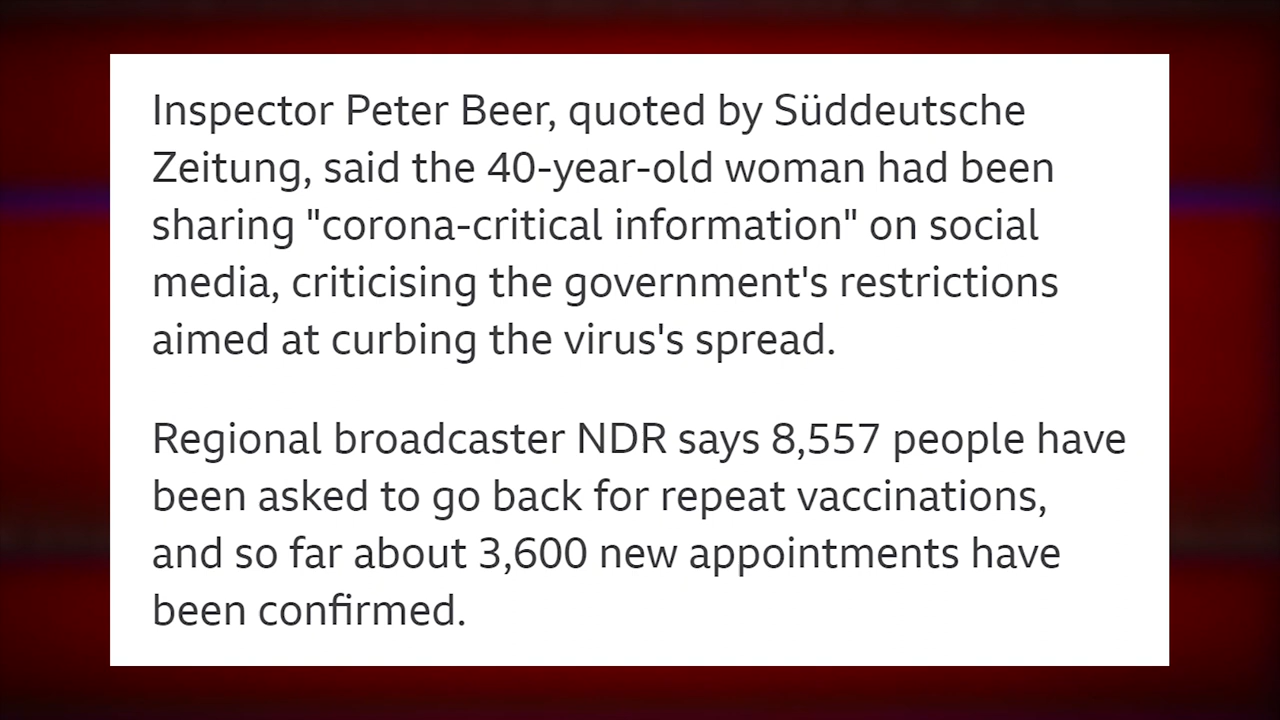 Inspector Peter Beer, quoted by Süddeutsche
Zeitung, said the 40-year-old woman had been
sharing "corona-critical information" on social
media, criticising the government's restrictions
aimed at curbing the virus's spread.
Regional broadcaster NDR says 8,557 people have
been asked to go back for repeat vaccinations,
and so far about 3,600 new appointments have
been confirmed.